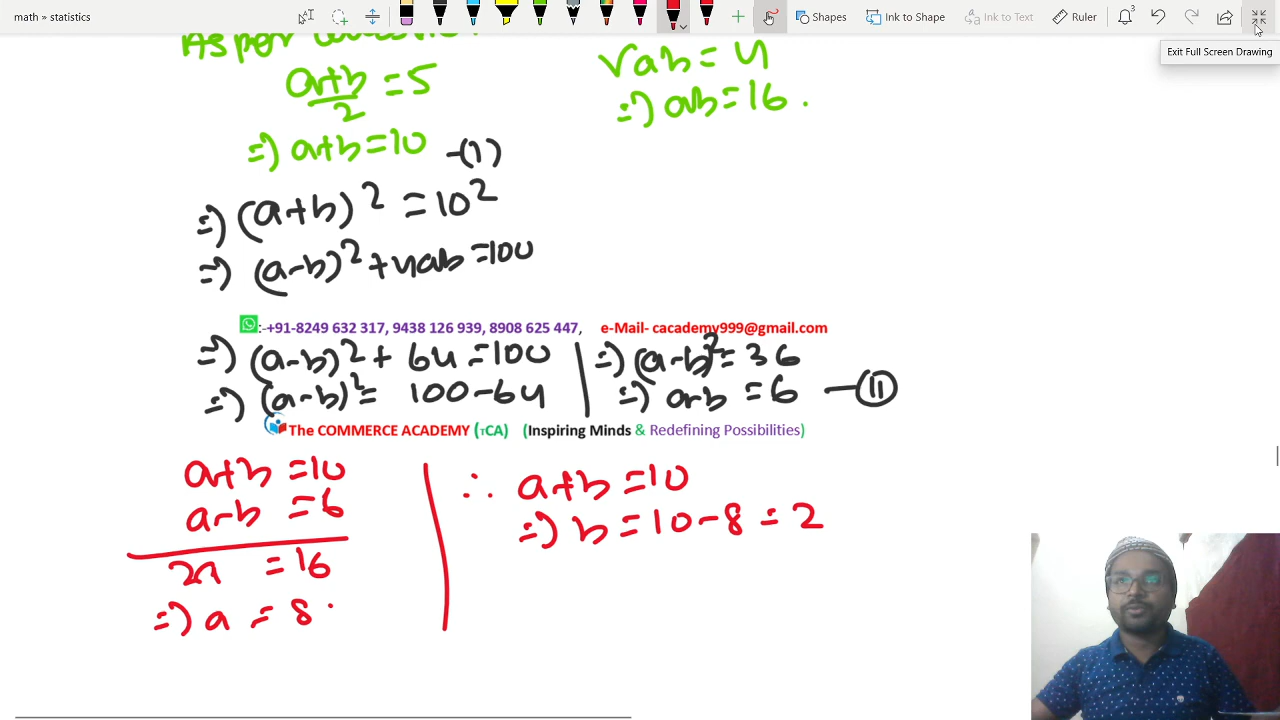 math » statistics
Shapes
Ink to Shape
Ink to Text
Ruler
Exit Full Screen Drawing
As per
a+b/2 = 5
√ab = 4
=) a+b = 10 -(1)
=) ab = 16.
=) (a+b)² = 10²
=) (a-b)² + 4ab = 100
:-+91-8249 632 317, 9438 126 939, 8908 625 447, e-Mail- cacademy999@gmail.com
=) (a-b)² + 64 = 100
=) (a-b)² = 100-64
=) (a-b)² = 36
=) a-b = 6 -(11)
The COMMERCE ACADEMY (TCA) (Inspiring Minds & Redefining Possibilities)
a+b = 10
a-b = 6
2a = 16
=) a = 8.
∴ a+b = 10
=) b = 10-8 = 2